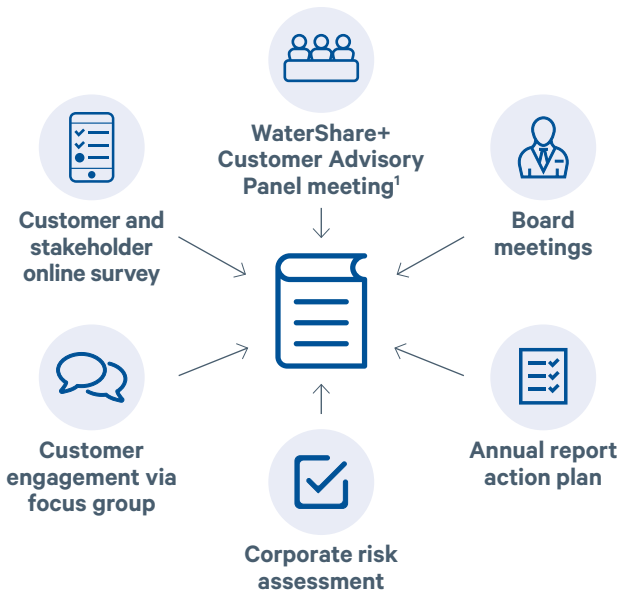 WaterShare+
Customer Advisory
Panel meeting¹
Customer and
stakeholder
online survey
Board
meetings
Customer
engagement via
focus group
Annual report
action plan
Corporate risk
assessment